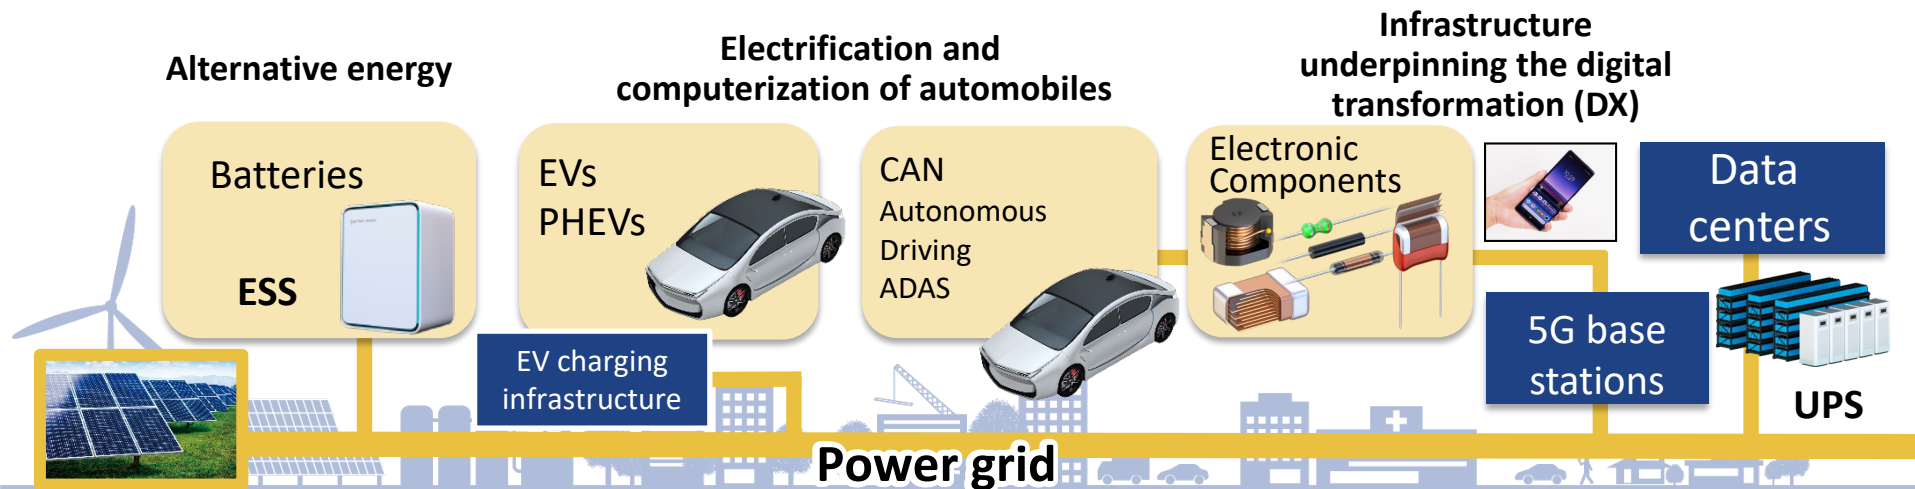 Alternative energy
Batteries
ESS
Electrification and
computerization of automobiles
EVs
PHEVs
EV charging
infrastructure
CAN
Autonomous
Driving
ADAS
Infrastructure
underpinning the digital
transformation (DX)
Electronic
Components
5G base
stations
Data
centers
UPS
Power grid